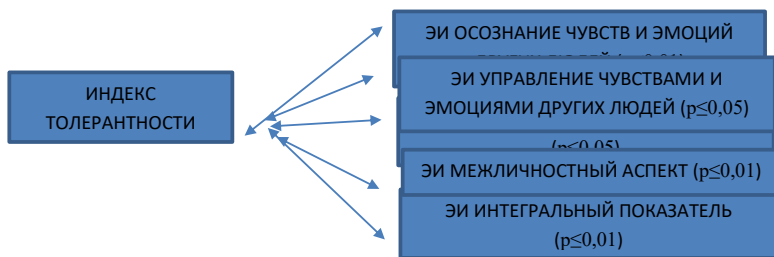 ИНДЕКС
ТОЛЕРАНТНОСТИ
ЭИ ОСОЗНАНИЕ ЧУВСТВ И ЭМОЦИЙ
ЭИ УПРАВЛЕНИЕ ЧУВСТВАМИ И
ЭМОЦИЯМИ ДРУГИХ ЛЮДЕЙ (p≤0,05)
(p≤0,05)
ЭИ МЕЖЛИЧНОСТНЫЙ АСПЕКТ (p≤0,01)
ЭИ ИНТЕГРАЛЬНЫЙ ПОКАЗАТЕЛЬ
(p≤0,01)